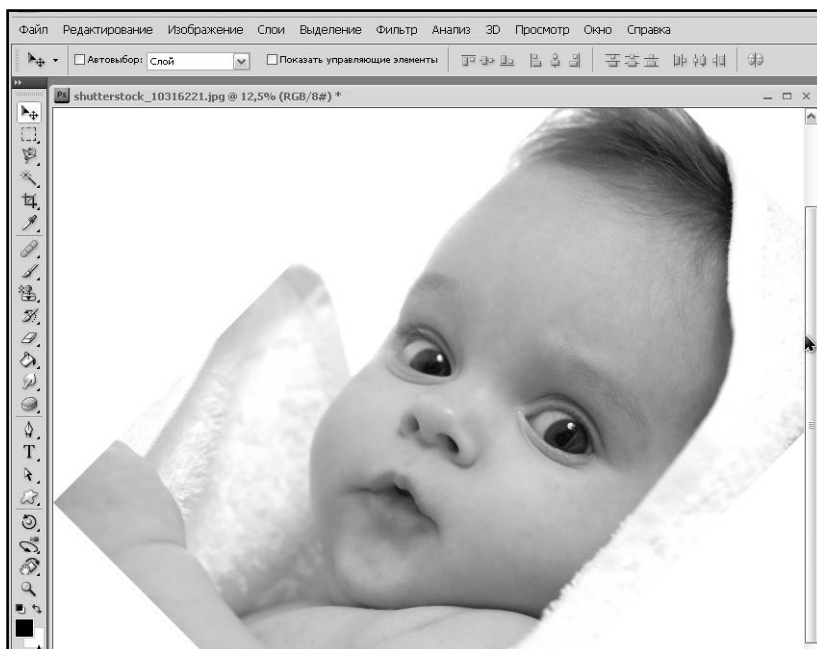 Файл Редактирование Изображение Слои Выделение Фильтр Анализ 3D Просмотр Окно Справка
Автовыбор: Слой Показать управляющие элементы
Ps shutterstock_10316221.jpg @ 12,5% (RGB/8#) *
T